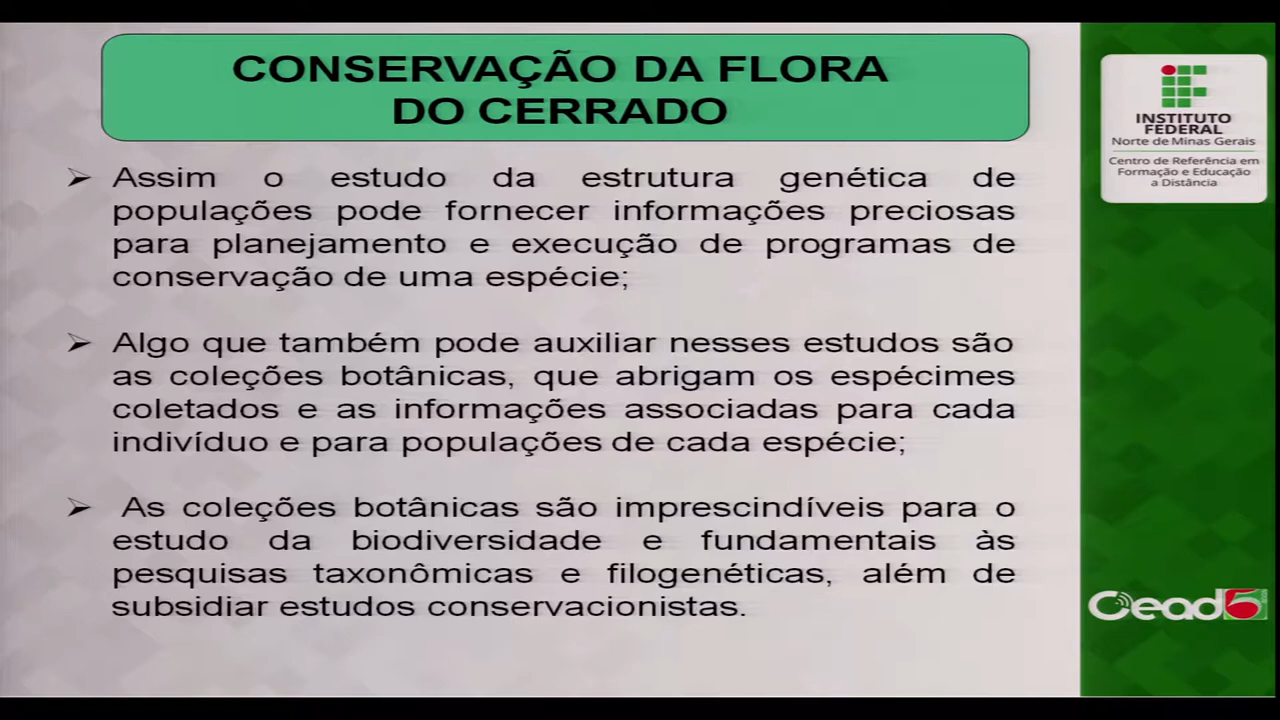 CONSERVAÇÃO DA FLORA
DO CERRADO
➢ Assim o estudo da estrutura genética de
populações pode fornecer informações preciosas
para planejamento e execução de programas de
conservação de uma espécie;
➢ Algo que também pode auxiliar nesses estudos são
as coleções botânicas, que abrigam os espécimes
coletados e as informações associadas para cada
indivíduo e para populações de cada espécie;
➢ As coleções botânicas são imprescindíveis para o
estudo da biodiversidade e fundamentais às
pesquisas taxonômicas e filogenéticas, além de
subsidiar estudos conservacionistas.
INSTITUTO
FEDERAL
Norte de Minas Gerais
Centro de Referência em
Formação e Educação
a Distância
Cead 5